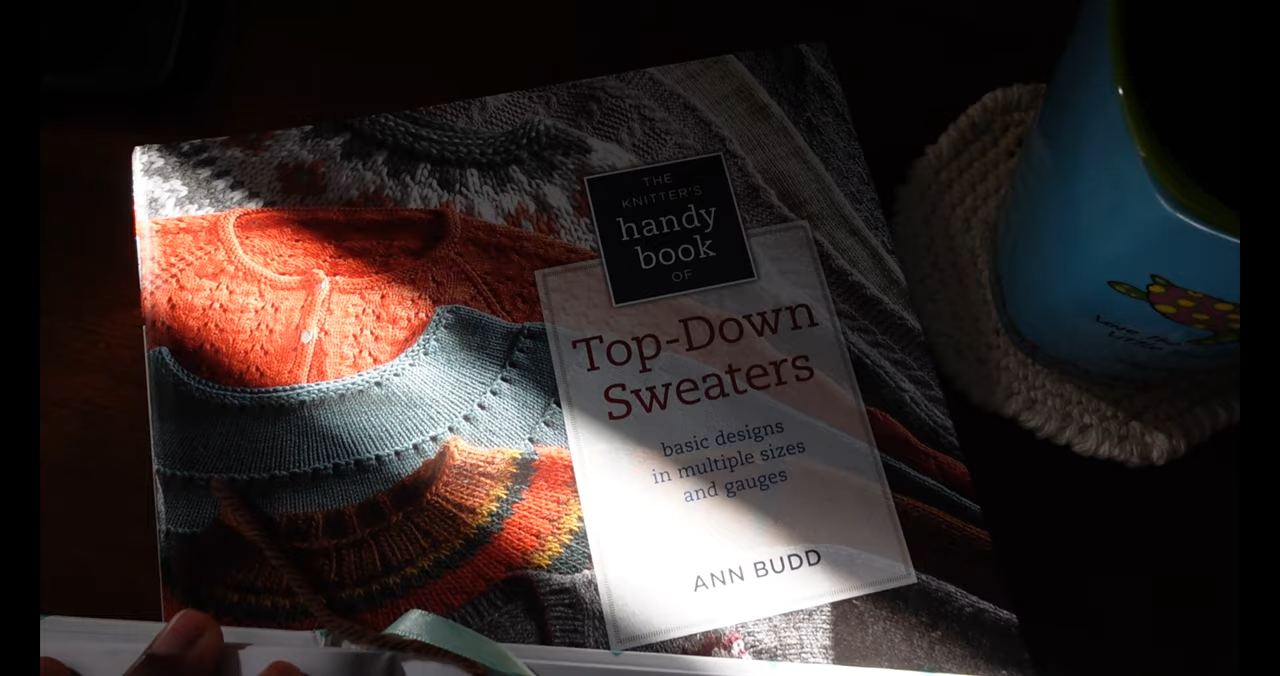 THE
KNITTER'S
handy
book
OF
Top-Down
Sweaters
basic designs
in multiple sizes
and gauges
ANN BUDD